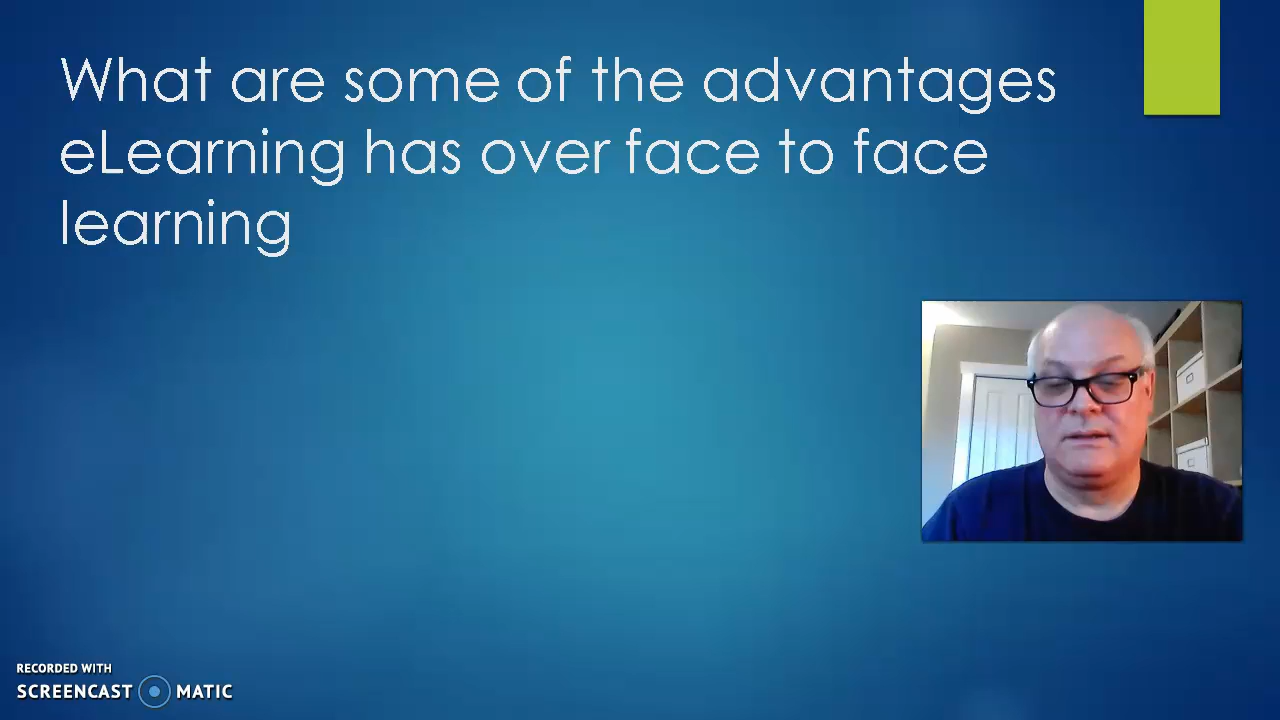 What are some of the advantages
eLearning has over face to face
learning
RECORDED WITH
SCREENCAST MATIC